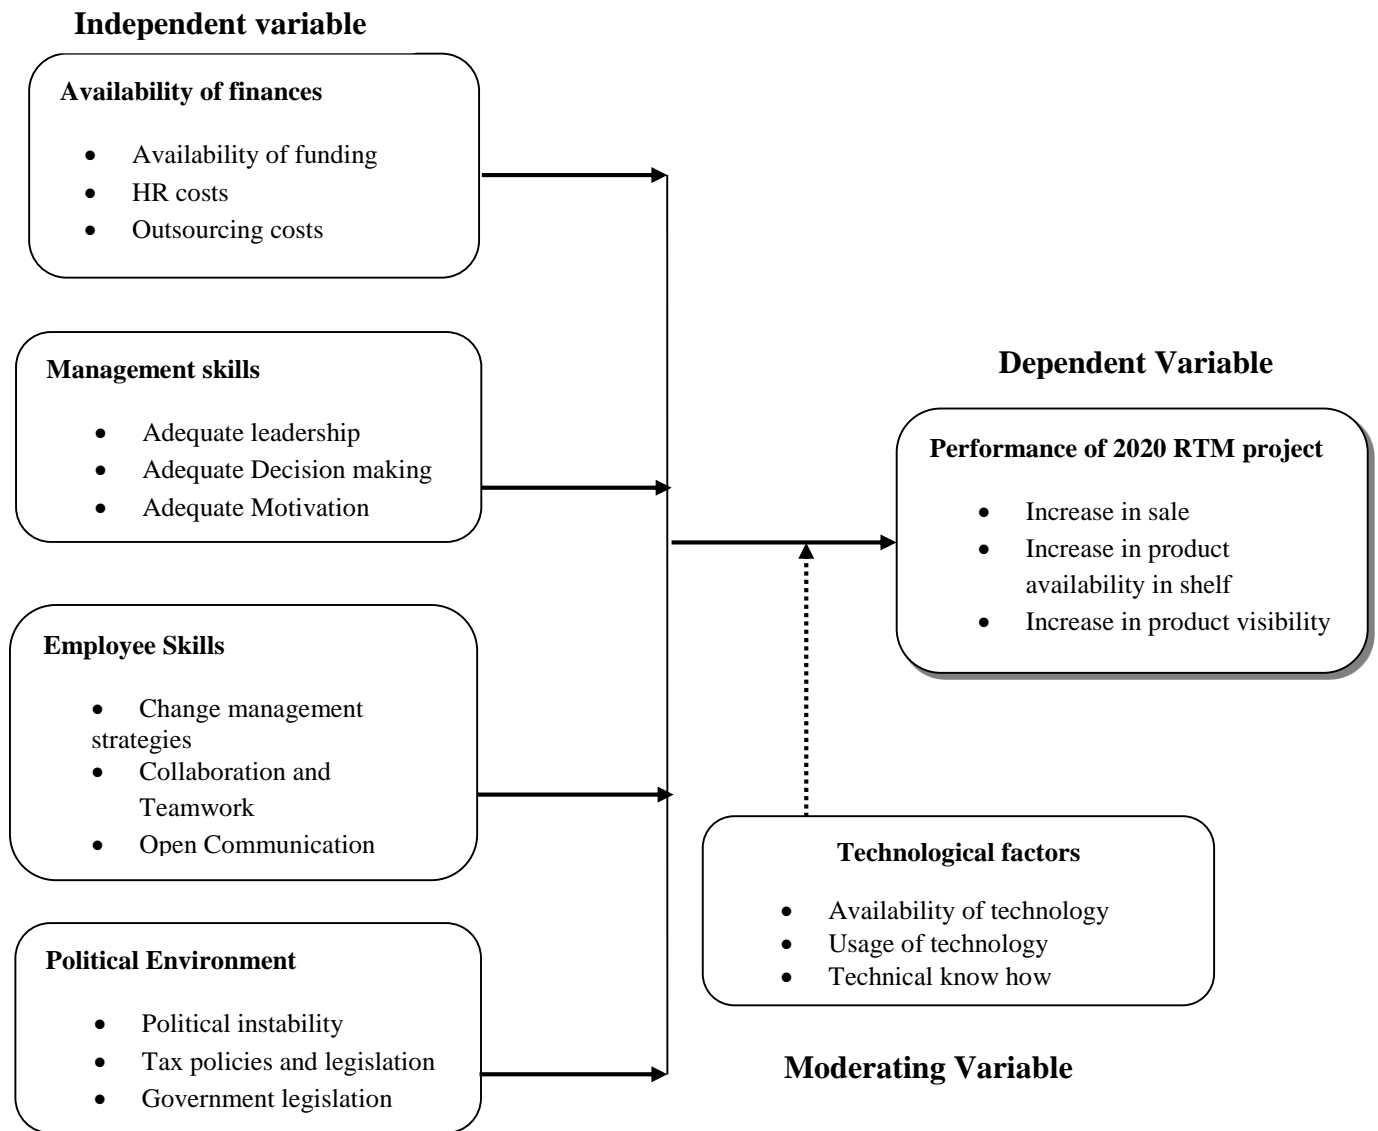 Independent variable
Availability of finances
• Availability of funding
• HR costs
• Outsourcing costs
Management skills
• Adequate leadership
• Adequate Decision making
• Adequate Motivation
Employee Skills
• Change management
strategies
• Collaboration and
Teamwork
• Open Communication
Political Environment
• Political instability
• Tax policies and legislation
• Government legislation
Dependent Variable
Performance of 2020 RTM project
• Increase in sale
• Increase in product
availability in shelf
• Increase in product visibility
Technological factors
• Availability of technology
• Usage of technology
• Technical know how
Moderating Variable